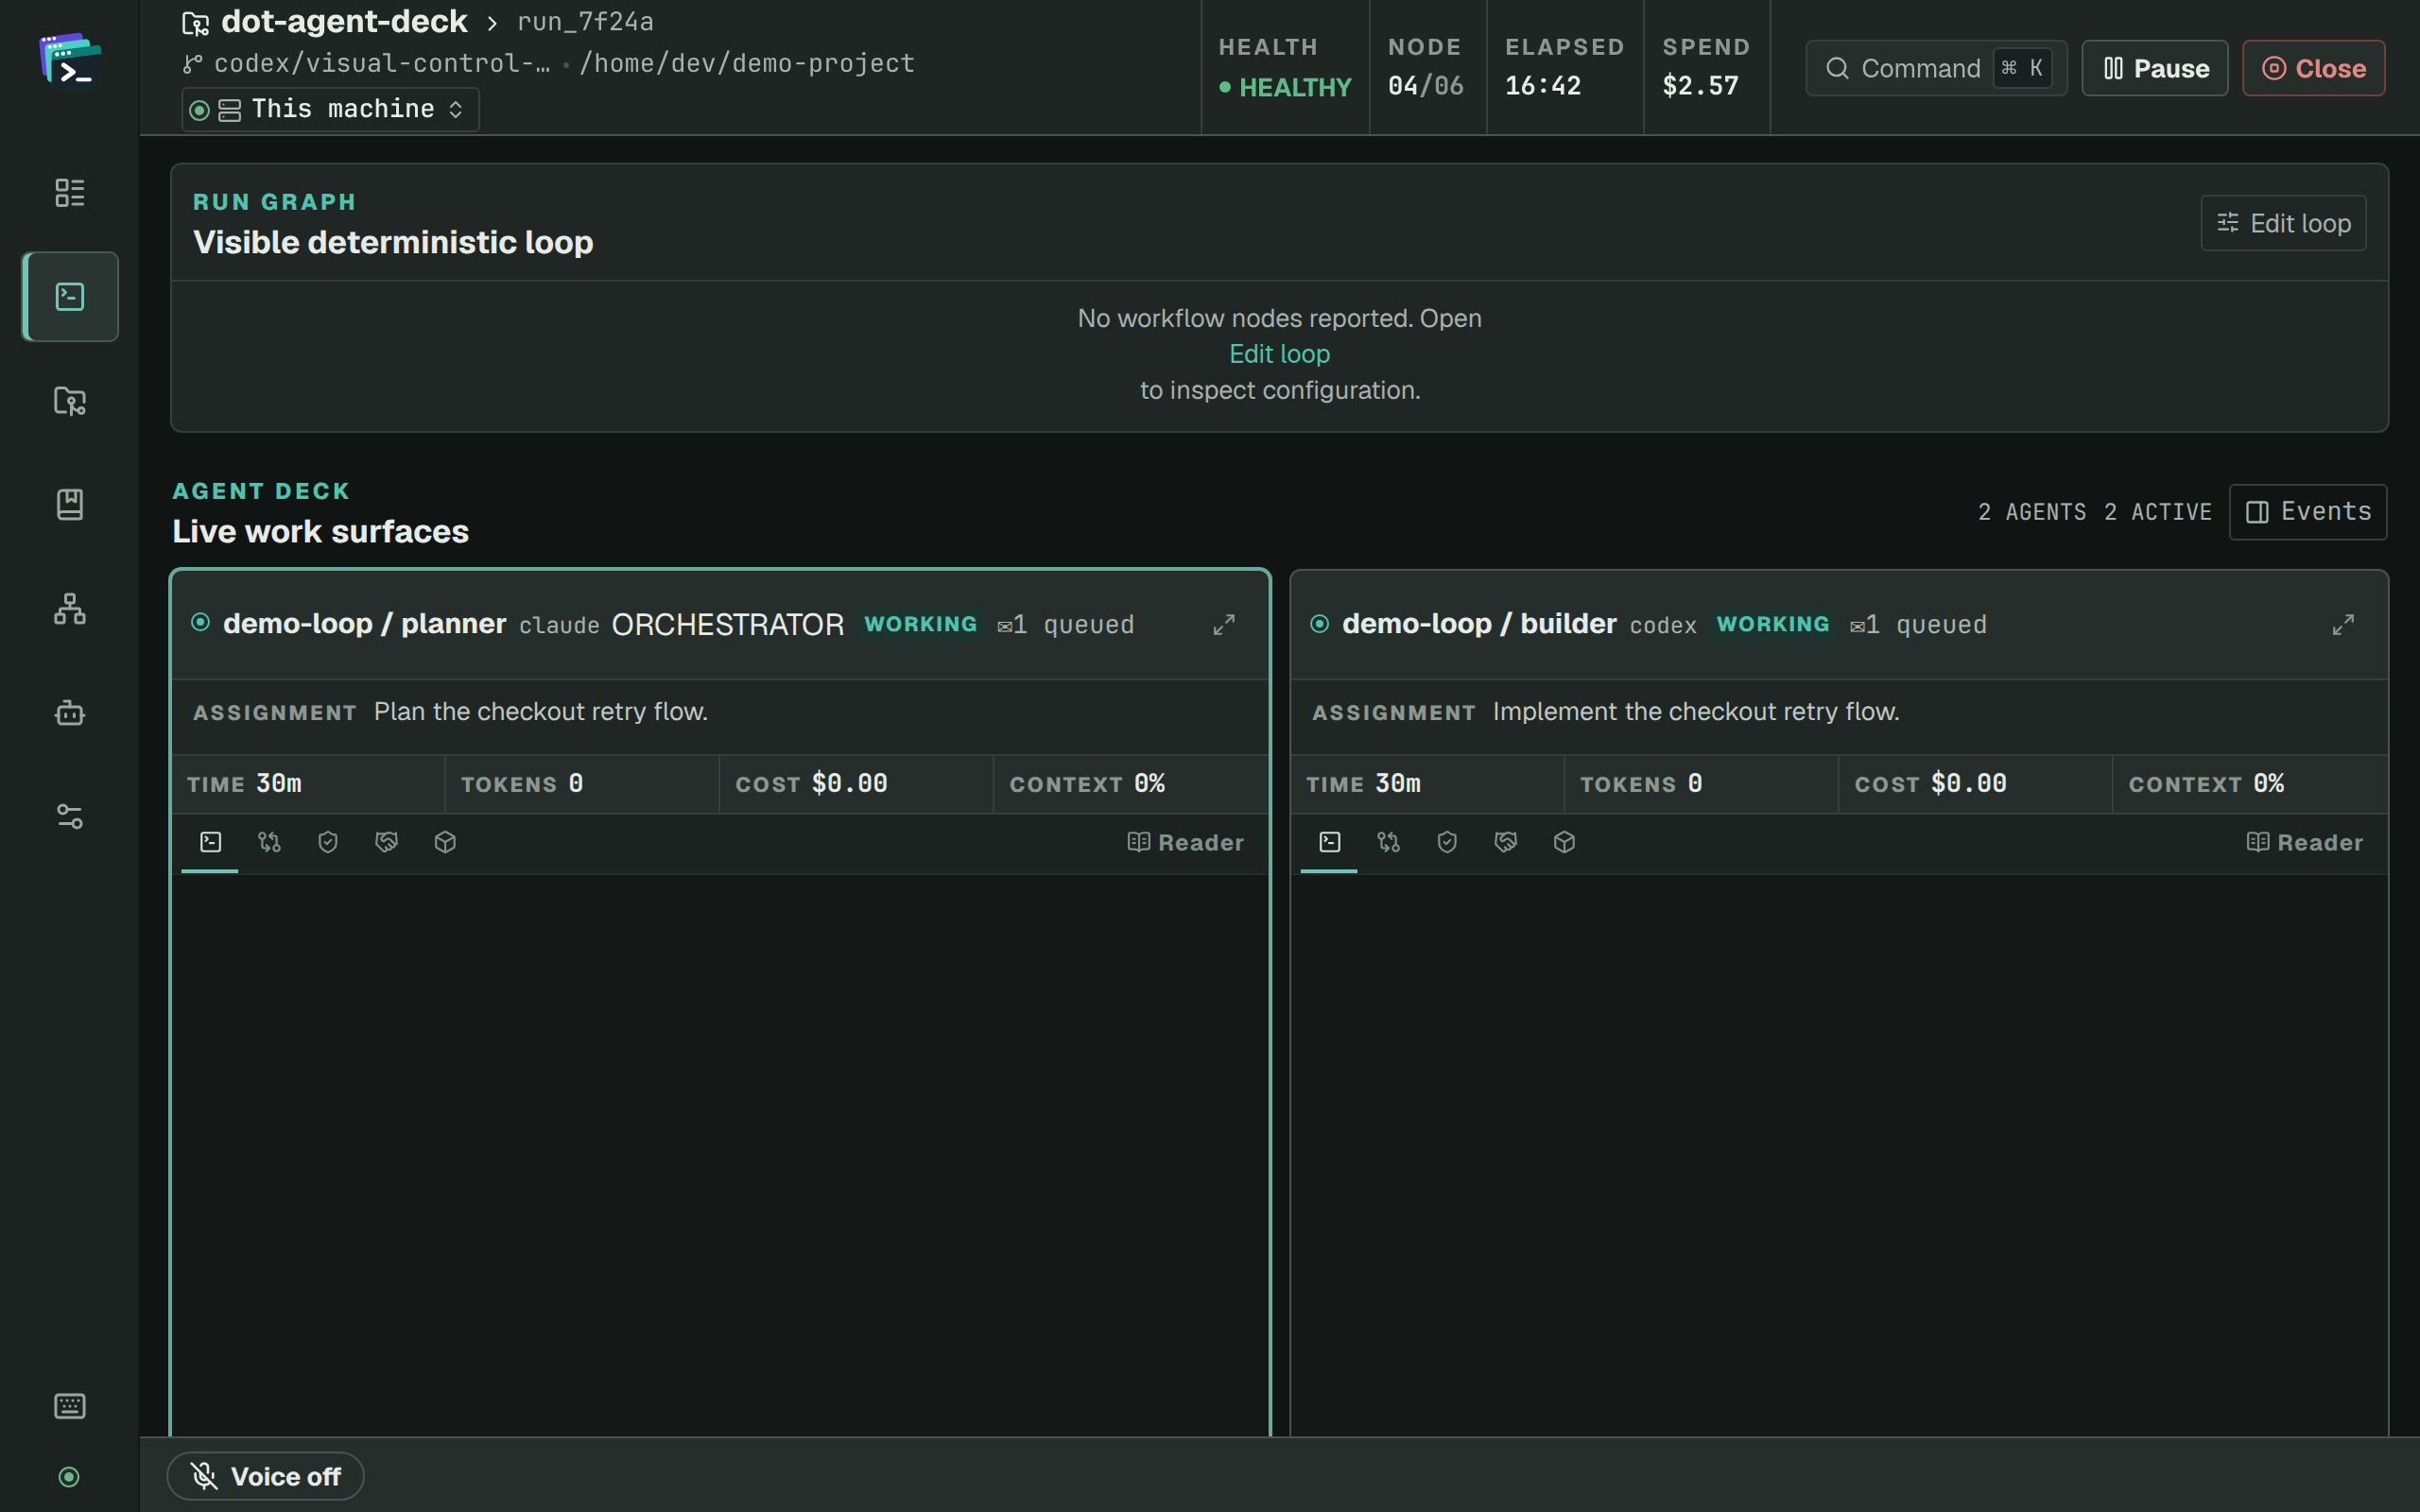 dot-agent-deck > run_7f24a
codex/visual-control-… • /home/dev/demo-project
This machine
HEALTH
HEALTHY
NODE
04/06
ELAPSED
16:42
SPEND
$2.57
Command ⌘ K
Pause
Close
RUN GRAPH
Visible deterministic loop
Edit loop
No workflow nodes reported. Open
Edit loop
to inspect configuration.
AGENT DECK
Live work surfaces
2 AGENTS 2 ACTIVE
Events
demo-loop / planner claude ORCHESTRATOR WORKING ✉1 queued
ASSIGNMENT Plan the checkout retry flow.
TIME 30m TOKENS 0 COST $0.00 CONTEXT 0%
Reader
demo-loop / builder codex WORKING ✉1 queued
ASSIGNMENT Implement the checkout retry flow.
TIME 30m TOKENS 0 COST $0.00 CONTEXT 0%
Reader
Voice off